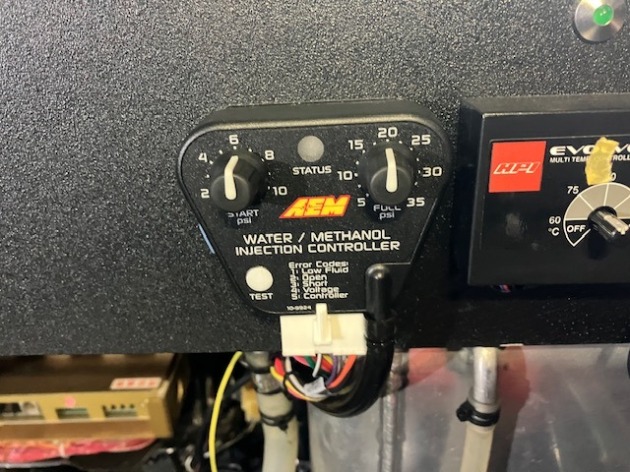 6
4
8
2
10
START
psi
STATUS
20
15
25
10
30
5
35
FULL
psi
AEM
WATER / METHANOL
INJECTION CONTROLLER
Error Codes:
1: Low Fluid
2: Open
3: Short
4: Voltage
5: Controller
TEST
HPI
MULTI TEMP
75
60
°C
OFF